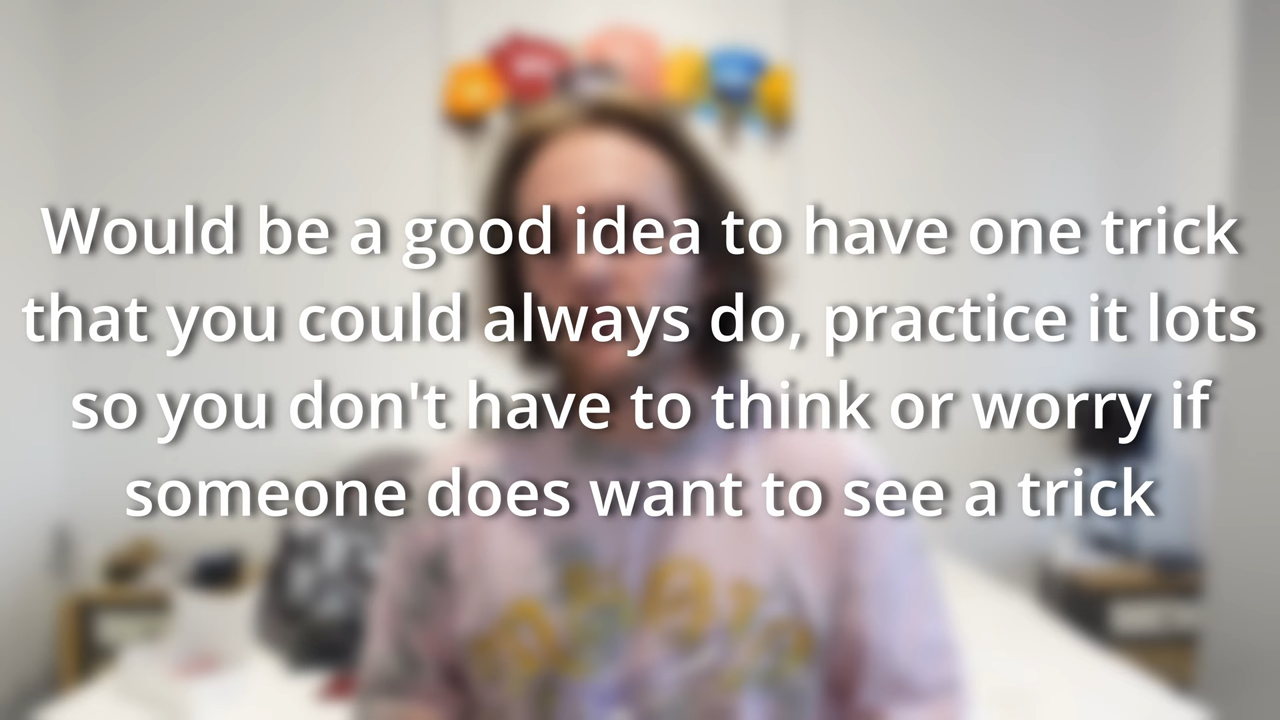 Would be a good idea to have one trick
that you could always do, practice it lots
so you don't have to think or worry if
someone does want to see a trick